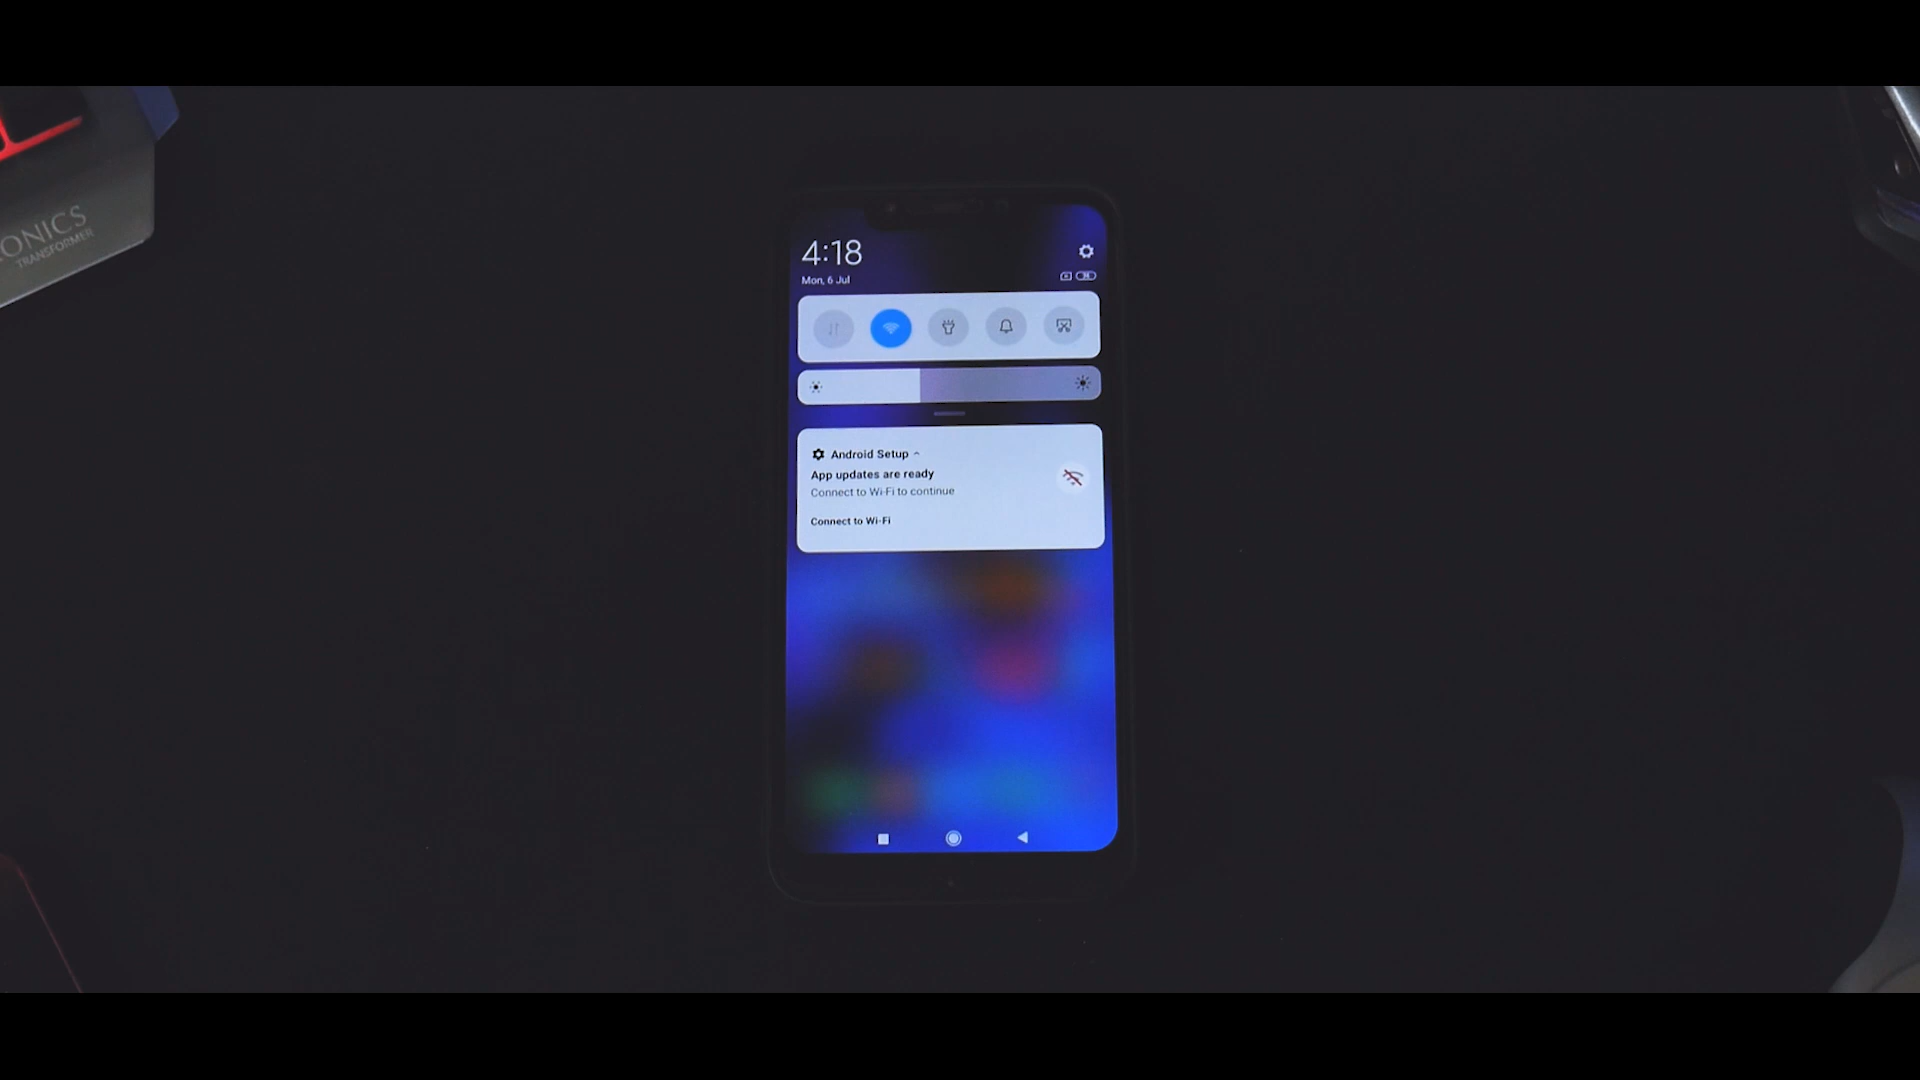 ONICS
TRANSFORMER
4:18
Mon, 6 Jul
Android Setup
App updates are ready
Connect to Wi-Fi to continue
Connect to Wi-Fi